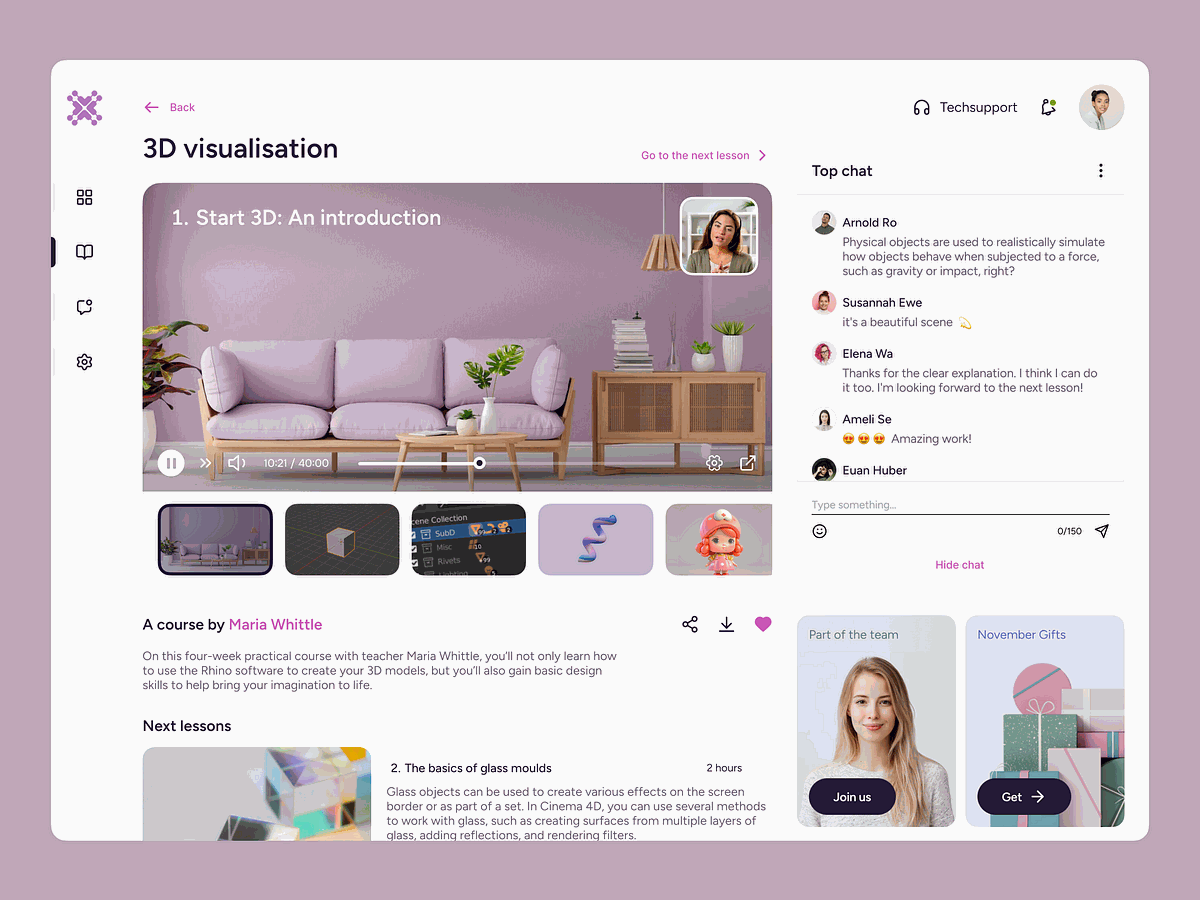 Back
3D visualisation
Go to the next lesson
Techsupport
1. Start 3D: An introduction
10:21 / 40:00
cene Collection
SubD
Misc
10
Rivets
99
A course by Maria Whittle
On this four-week practical course with teacher Maria Whittle, you'll not only learn how
to use the Rhino software to create your 3D models, but you'll also gain basic design
skills to help bring your imagination to life.
Next lessons
2. The basics of glass moulds
2 hours
Glass objects can be used to create various effects on the screen
border or as part of a set. In Cinema 4D, you can use several methods
to work with glass, such as creating surfaces from multiple layers of
glass, adding reflections, and rendering filters.
Top chat
Arnold Ro
Physical objects are used to realistically simulate
how objects behave when subjected to a force,
such as gravity or impact, right?
Susannah Ewe
it's a beautiful scene 💫
Elena Wa
Thanks for the clear explanation. I think I can do
it too. I'm looking forward to the next lesson!
Ameli Se
😍 😍 😍 Amazing work!
Euan Huber
Type something...
0/150
Hide chat
Part of the team
Join us
November Gifts
Get